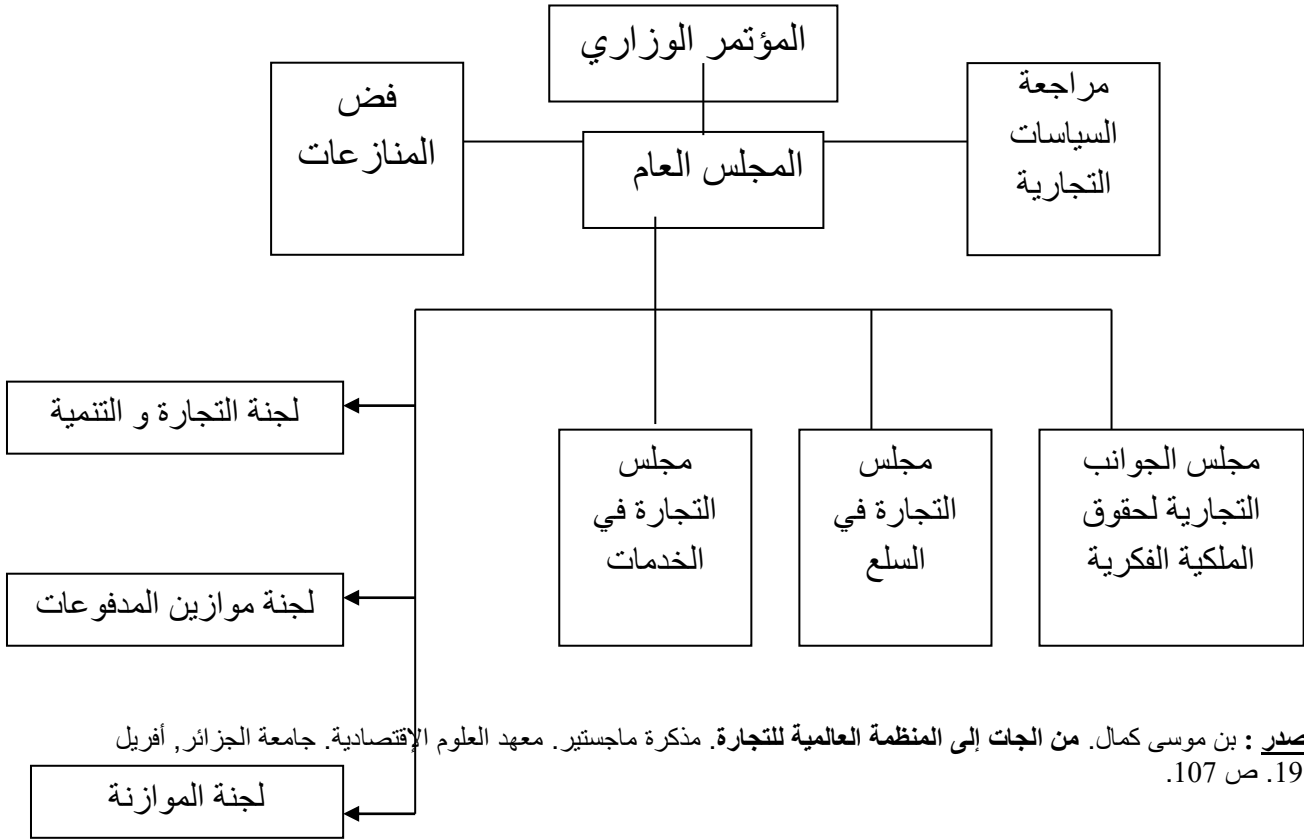 المؤتمر الوزاري
مراجعة
السياسات
التجارية
المجلس العام
فض
المنازعات
مجلس الجوانب
التجارية لحقوق
الملكية الفكرية
مجلس
التجارة في
السلع
مجلس
التجارة في
الخدمات
لجنة التجارة و التنمية
لجنة موازين المدفوعات
لجنة الموازنة
صدر : بن موسى كمال. من الجات إلى المنظمة العالمية للتجارة. مذكرة ماجستير. معهد العلوم الإقتصادية. جامعة الجزائر, أفريل
19. ص 107.